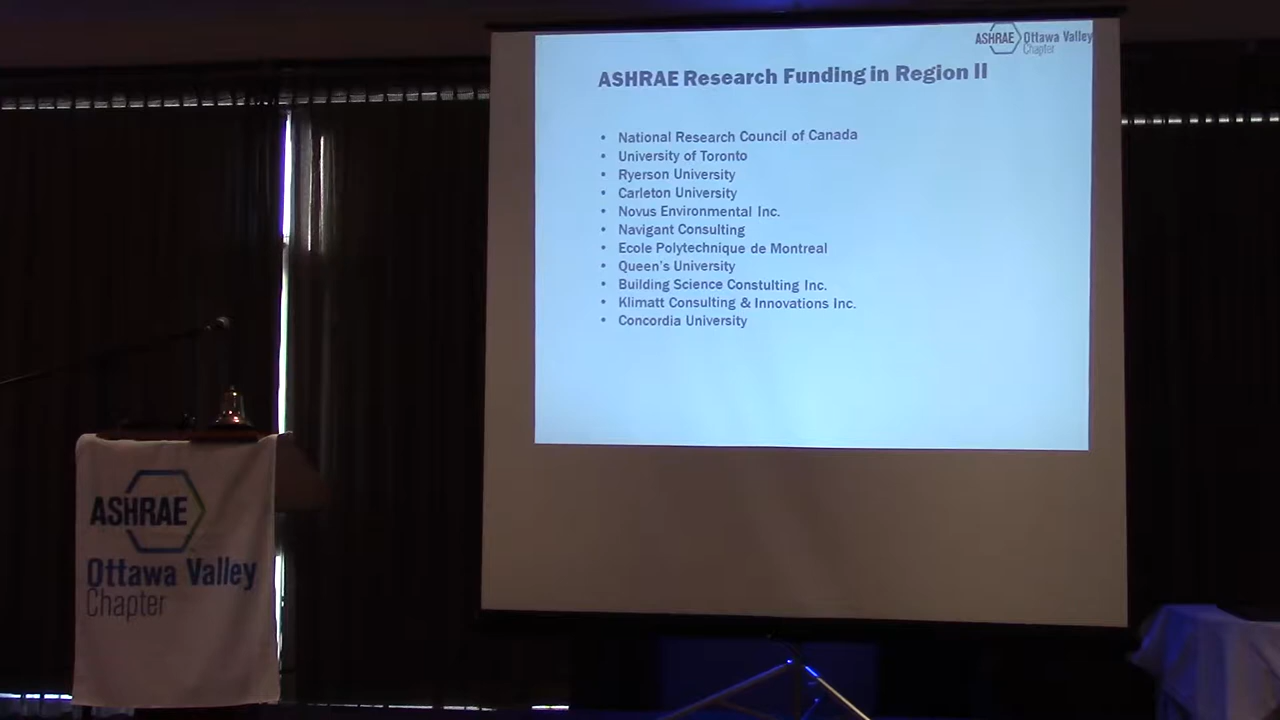 ASHRAE Ottawa Valley
Chapter
ASHRAE Research Funding in Region II
• National Research Council of Canada
• University of Toronto
• Ryerson University
• Carleton University
• Novus Environmental Inc.
• Navigant Consulting
• Ecole Polytechnique de Montreal
• Queen's University
• Building Science Constulting Inc.
• Klimatt Consulting & Innovations Inc.
• Concordia University
ASHRAE
Ottawa Valley
Chapter